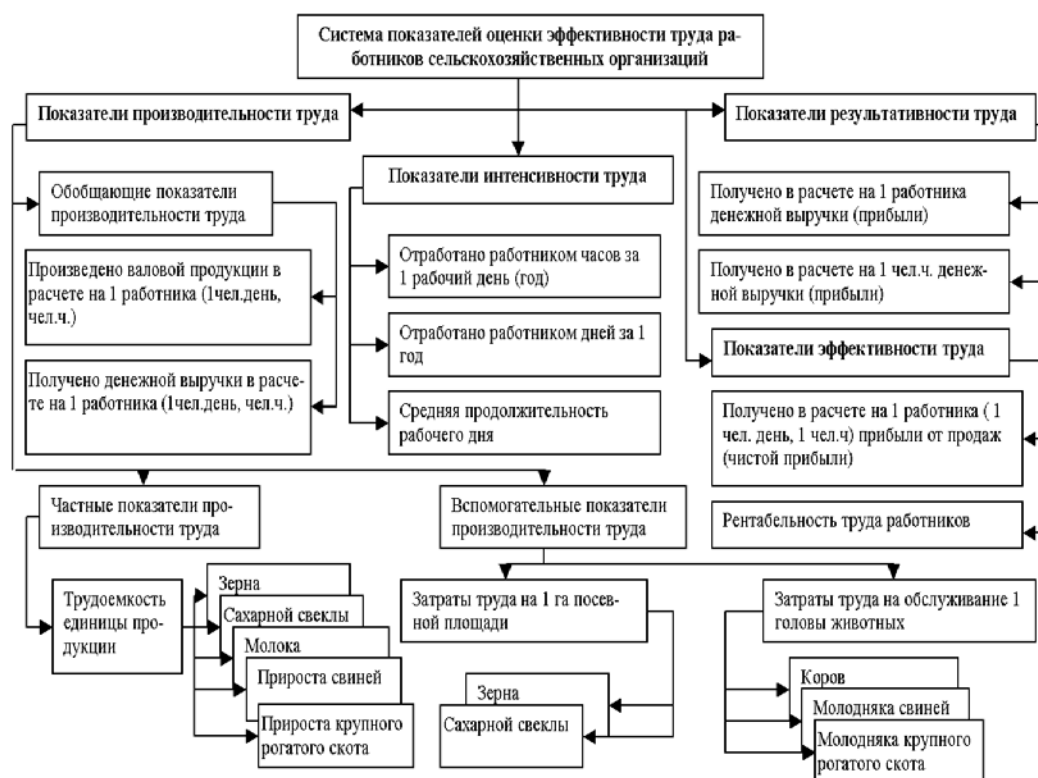 Система показателей оценки эффективности труда ра-
ботников сельскохозяйственных организаций
Показатели производительности труда
Показатели результативности труда
Показатели интенсивности труда
Обобщающие показатели
производительности труда
Произведено валовой продукции в
расчете на 1 работника (1чел.день,
чел.ч.)
Получено денежной выручки в расче-
те на 1 работника (1чел.день, чел.ч.)
Отработано работником часов за
1 рабочий день (год)
Отработано работником дней за 1
год
Средняя продолжительность
рабочего дня
Получено в расчете на 1 работника
денежной выручки (прибыли)
Получено в расчете на 1 чел.ч. денеж-
ной выручки (прибыли)
Показатели эффективности труда
Получено в расчете на 1 работника ( 1
чел. день, 1 чел.ч) прибыли от продаж
(чистой прибыли)
Рентабельность труда работников
Частные показатели про-
изводительности труда
Вспомогательные показатели
производительности труда
Трудоемкость
единицы про-
дукции
Зерна
Сахарной свеклы
Молока
Прироста свиней
Прироста крупного
рогатого скота
Затраты труда на 1 га посев-
ной площади
Зерна
Сахарной свеклы
Затраты труда на обслуживание 1
головы животных
Коров
Молодняка свиней
Молодняка крупного
рогатого скота